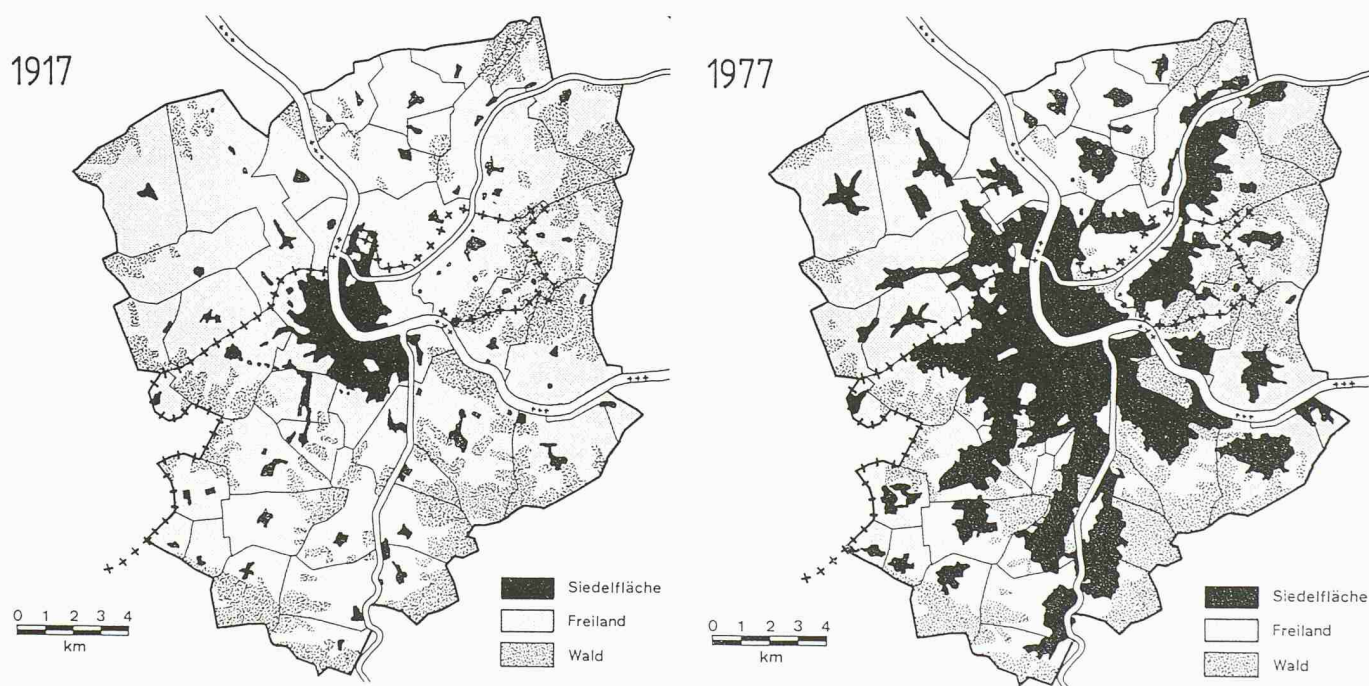 1917
Siedelfläche
Freiland
Wald
0 1 2 3 4
km
1977
Siedelfläche
Freiland
Wald
0 1 2 3 4
km